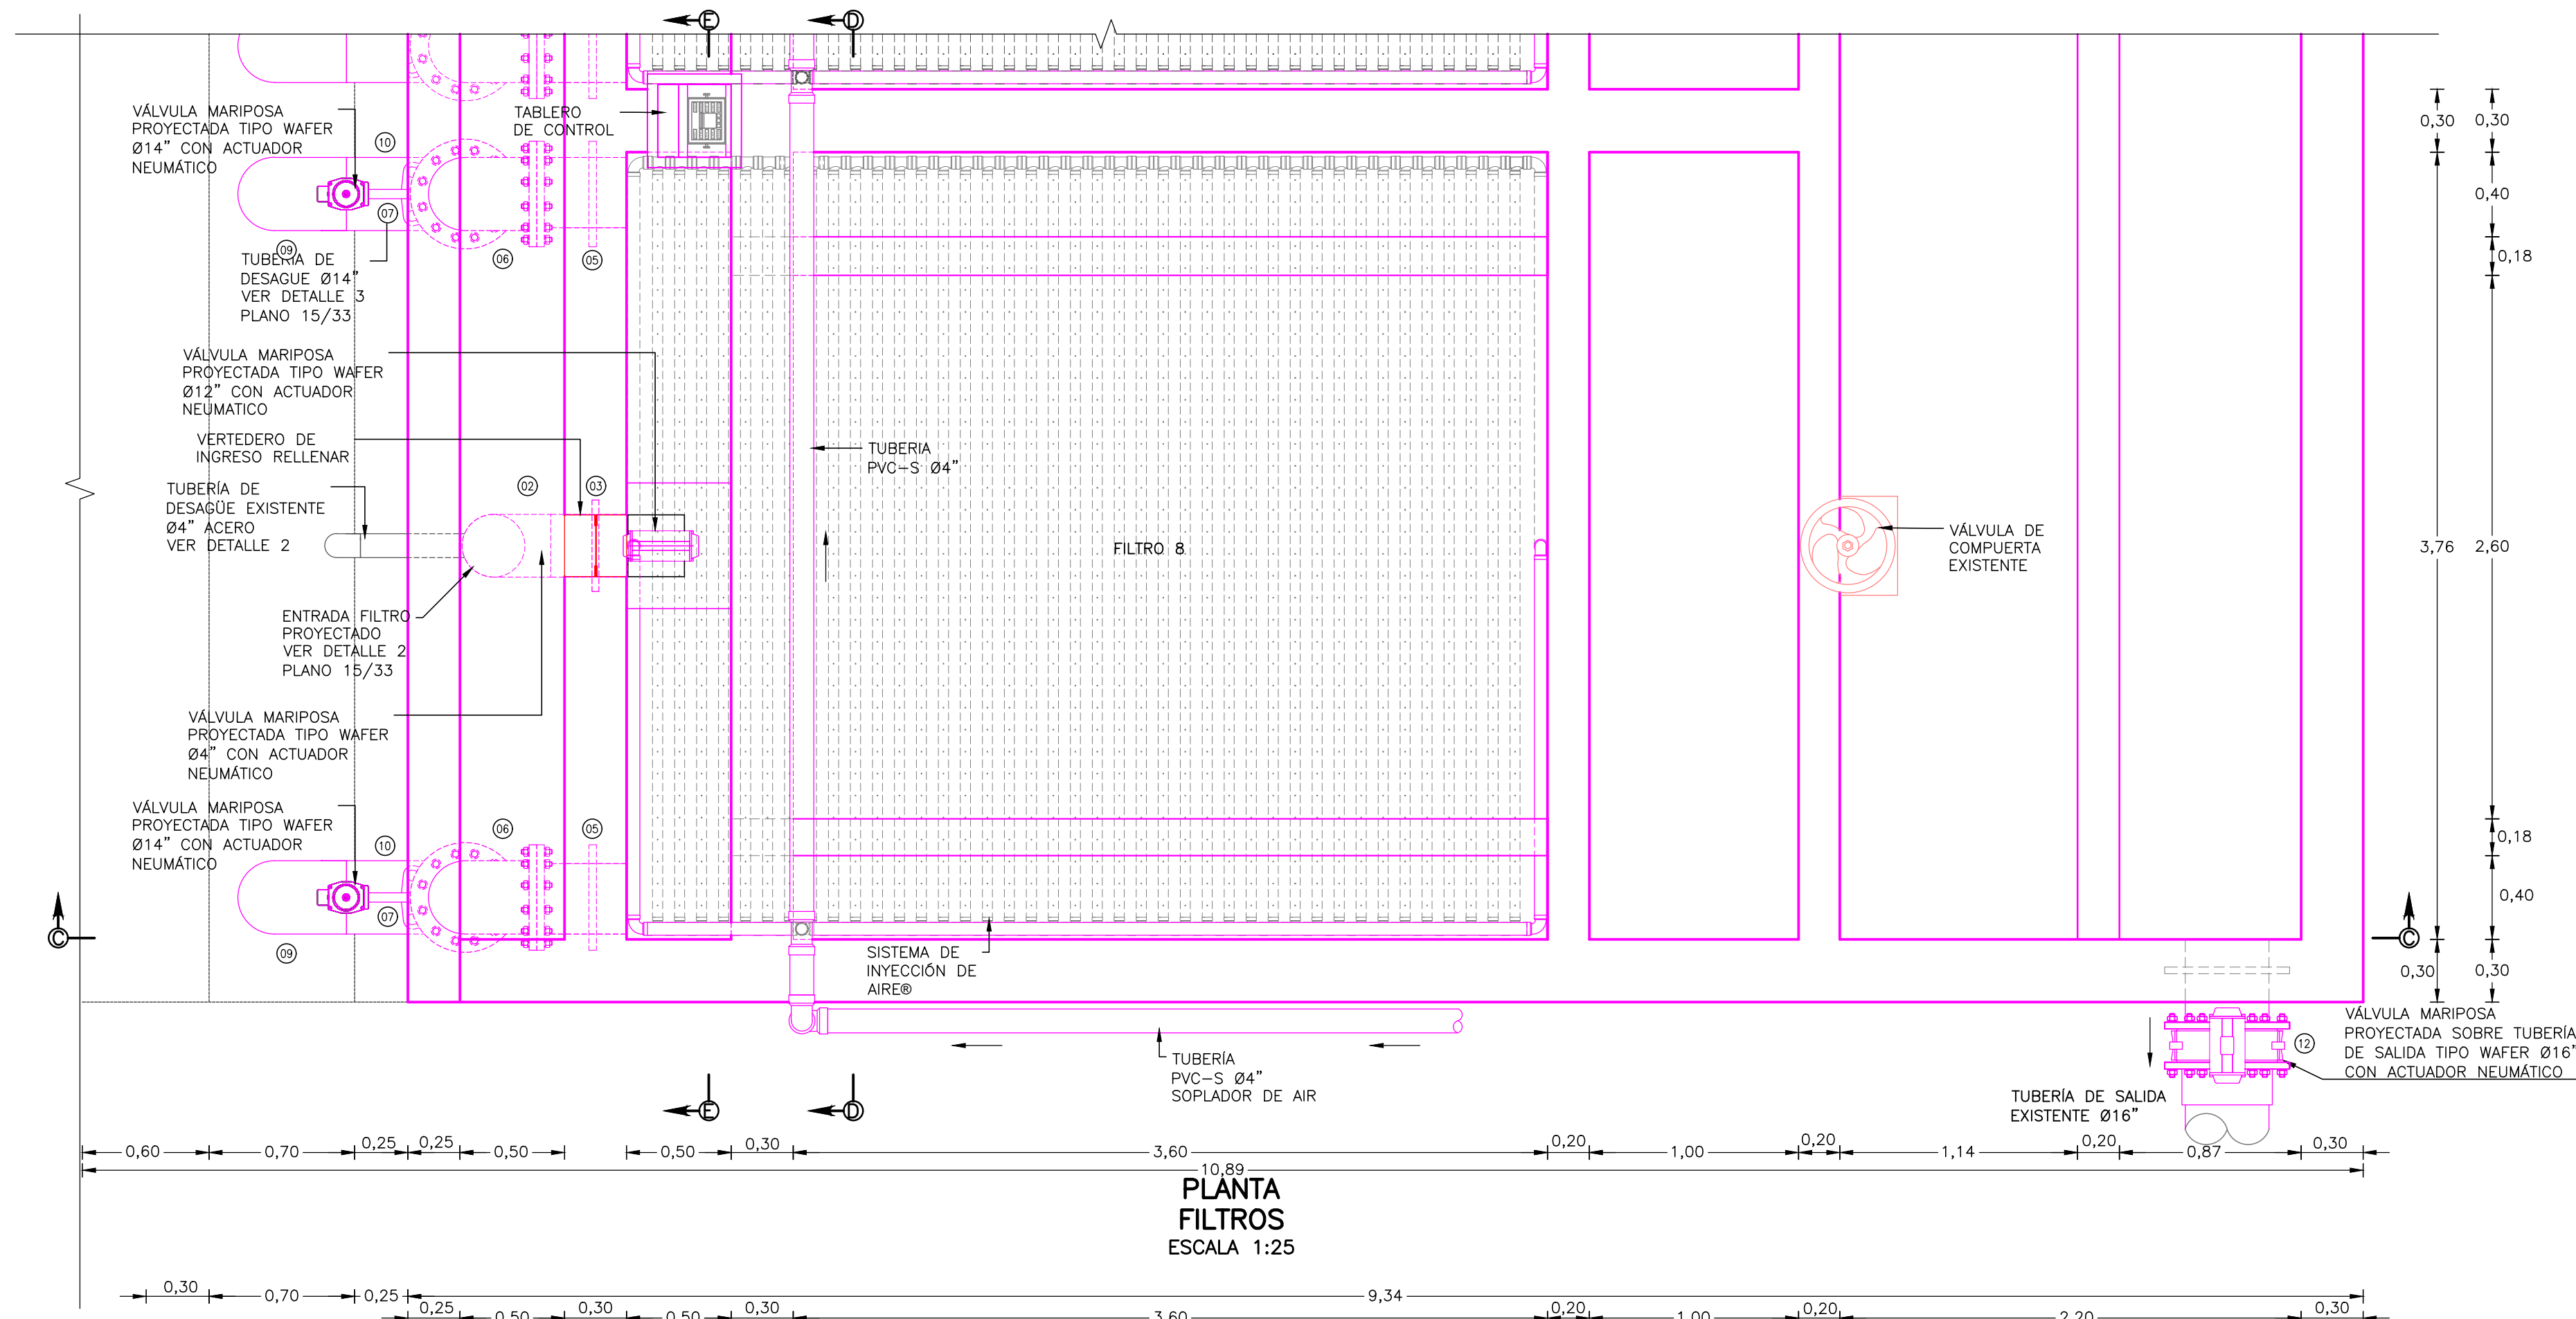 E
D
VÁLVULA MARIPOSA
PROYECTADA TIPO WAFER
Ø14" CON ACTUADOR
NEUMÁTICO
10
07
09
06
05
TABLERO
DE CONTROL
TUBERIA DE
DESAGUE Ø14"
VER DETALLE 3
PLANO 15/33
VÁLVULA MARIPOSA
PROYECTADA TIPO WAFER
Ø12" CON ACTUADOR
NEUMATICO
VERTEDERO DE
INGRESO RELLENAR
TUBERÍA DE
DESAGÜE EXISTENTE
Ø4" ACERO
VER DETALLE 2
02
03
ENTRADA FILTRO
PROYECTADO
VER DETALLE 2
PLANO 15/33
VÁLVULA MARIPOSA
PROYECTADA TIPO WAFER
Ø4" CON ACTUADOR
NEUMÁTICO
VÁLVULA MARIPOSA
PROYECTADA TIPO WAFER
Ø14" CON ACTUADOR
NEUMÁTICO
10
07
09
06
05
TUBERIA
PVC-S Ø4"
FILTRO 8
VÁLVULA DE
COMPUERTA
EXISTENTE
0,30
0,30
0,40
0,18
3,76
2,60
0,18
0,40
0,30
0,30
C
C
SISTEMA DE
INYECCIÓN DE
AIRE®
TUBERÍA
PVC-S Ø4"
SOPLADOR DE AIR
12
VÁLVULA MARIPOSA
PROYECTADA SOBRE TUBERÍA
DE SALIDA TIPO WAFER Ø16"
CON ACTUADOR NEUMÁTICO
TUBERÍA DE SALIDA
EXISTENTE Ø16"
E
D
0,60 0,70 0,25 0,25 0,50 0,50 0,30 3,60 0,20 1,00 0,20 1,14 0,20 0,87 0,30
10,89
PLANTA
FILTROS
ESCALA 1:25
0,30 0,70 0,25 9,34
0,25 0,50 0,30 0,50 0,30 3,60 0,20 1,00 0,20 2,20 0,30